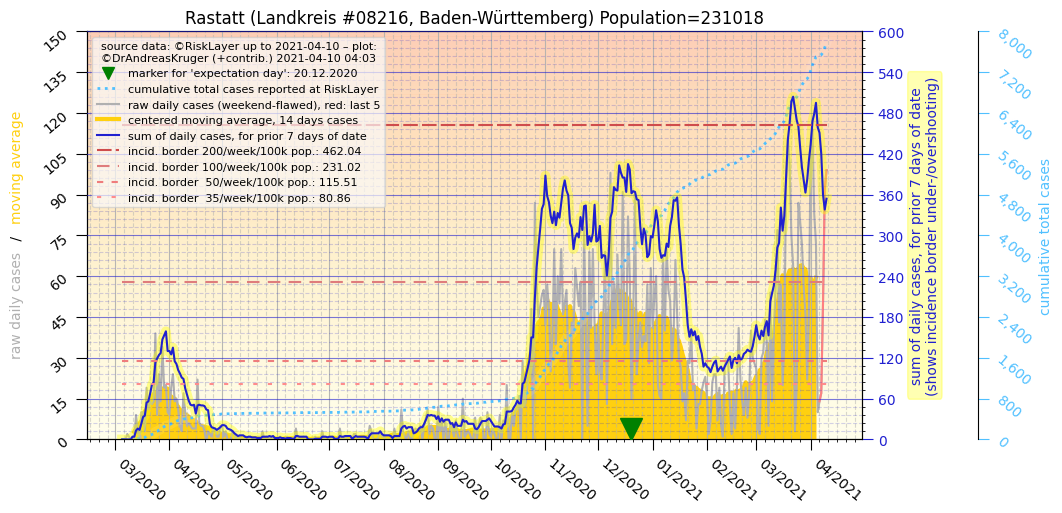 Rastatt (Landkreis #08216, Baden-Württemberg) Population=231018
source data: ©RiskLayer up to 2021-04-10 – plot:
©DrAndreasKruger (+contrib.) 2021-04-10 04:03
marker for 'expectation day': 20.12.2020
cumulative total cases reported at RiskLayer
raw daily cases (weekend-flawed), red: last 5
centered moving average, 14 days cases
sum of daily cases, for prior 7 days of date
incid. border 200/week/100k pop.: 462.04
incid. border 100/week/100k pop.: 231.02
incid. border  50/week/100k pop.: 115.51
incid. border  35/week/100k pop.: 80.86
raw daily cases / moving average
150
135
120
105
90
75
60
45
30
15
0
03/2020
04/2020
05/2020
06/2020
07/2020
08/2020
09/2020
10/2020
11/2020
12/2020
01/2021
02/2021
03/2021
04/2021
600
540
480
420
360
300
240
180
120
60
0
sum of daily cases, for prior 7 days of date
(shows incidence border under-/overshooting)
8,000
7,200
6,400
5,600
4,800
4,000
3,200
2,400
1,600
800
0
cumulative total cases